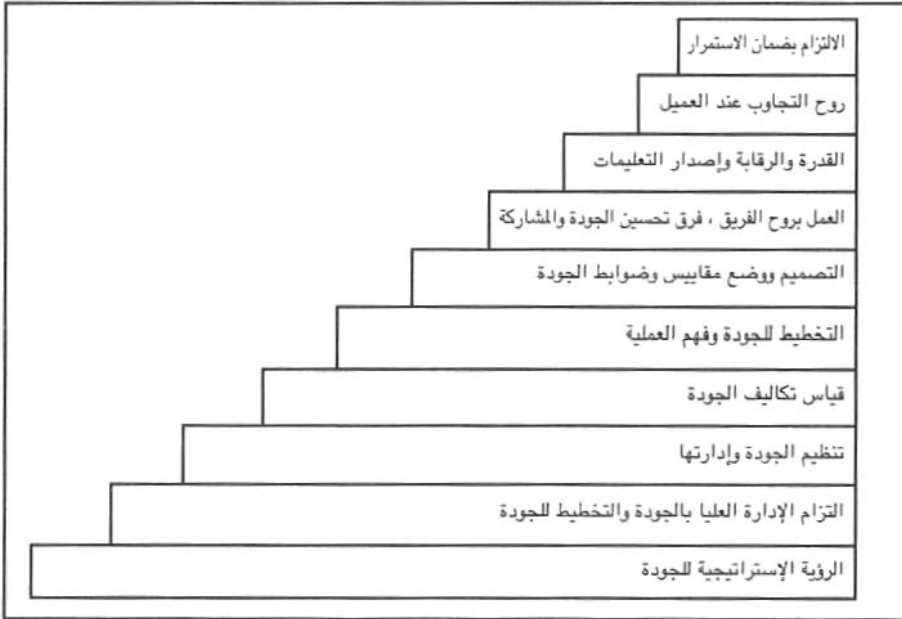 الالتزام بضمان الاستمرار
روح التجاوب عند العميل
القدرة والرقابة وإصدار التعليمات
العمل بروح الفريق ، فرق تحسين الجودة والمشاركة
التصميم ووضع مقاييس وضوابط الجودة
التخطيط للجودة وفهم العملية
قياس تكاليف الجودة
تنظيم الجودة وإدارتها
التزام الإدارة العليا بالجودة والتخطيط للجودة
الرؤية الإستراتيجية للجودة